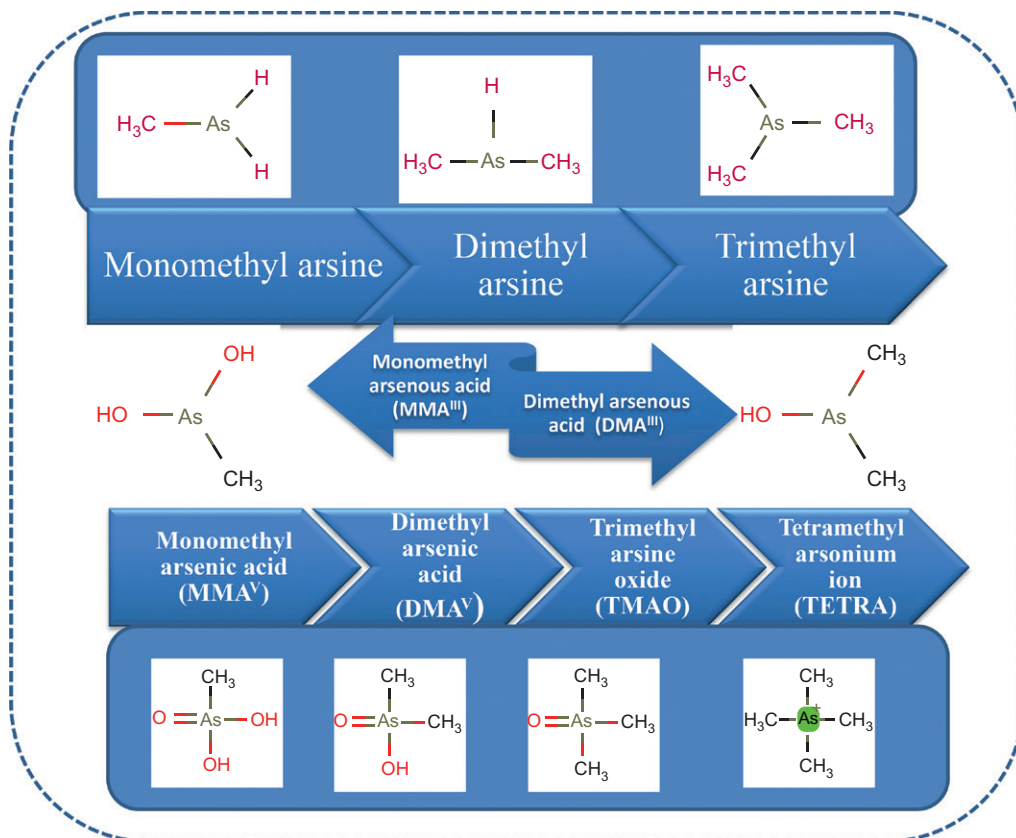 H
H₃C
As
H
H
H₃C
As
CH₃
H₃C
As
CH₃
H₃C
Monomethyl arsine
Dimethyl
arsine
Trimethyl
arsine
OH
HO
As
CH₃
Monomethyl
arsenous acid
(MMAᴵᴵᴵ)
Dimethyl arsenous
acid (DMAᴵᴵᴵ)
CH₃
HO
As
CH₃
Monomethyl
arsenic acid
(MMAⱽ)
Dimethyl
arsenic
acid
(DMAⱽ)
Trimethyl
arsine
oxide
(TMAO)
Tetramethyl
arsonium
ion
(TETRA)
CH₃
O
As
OH
OH
CH₃
O
As
CH₃
OH
CH₃
O
As
CH₃
CH₃
CH₃
H₃C
As
+
CH₃
CH₃